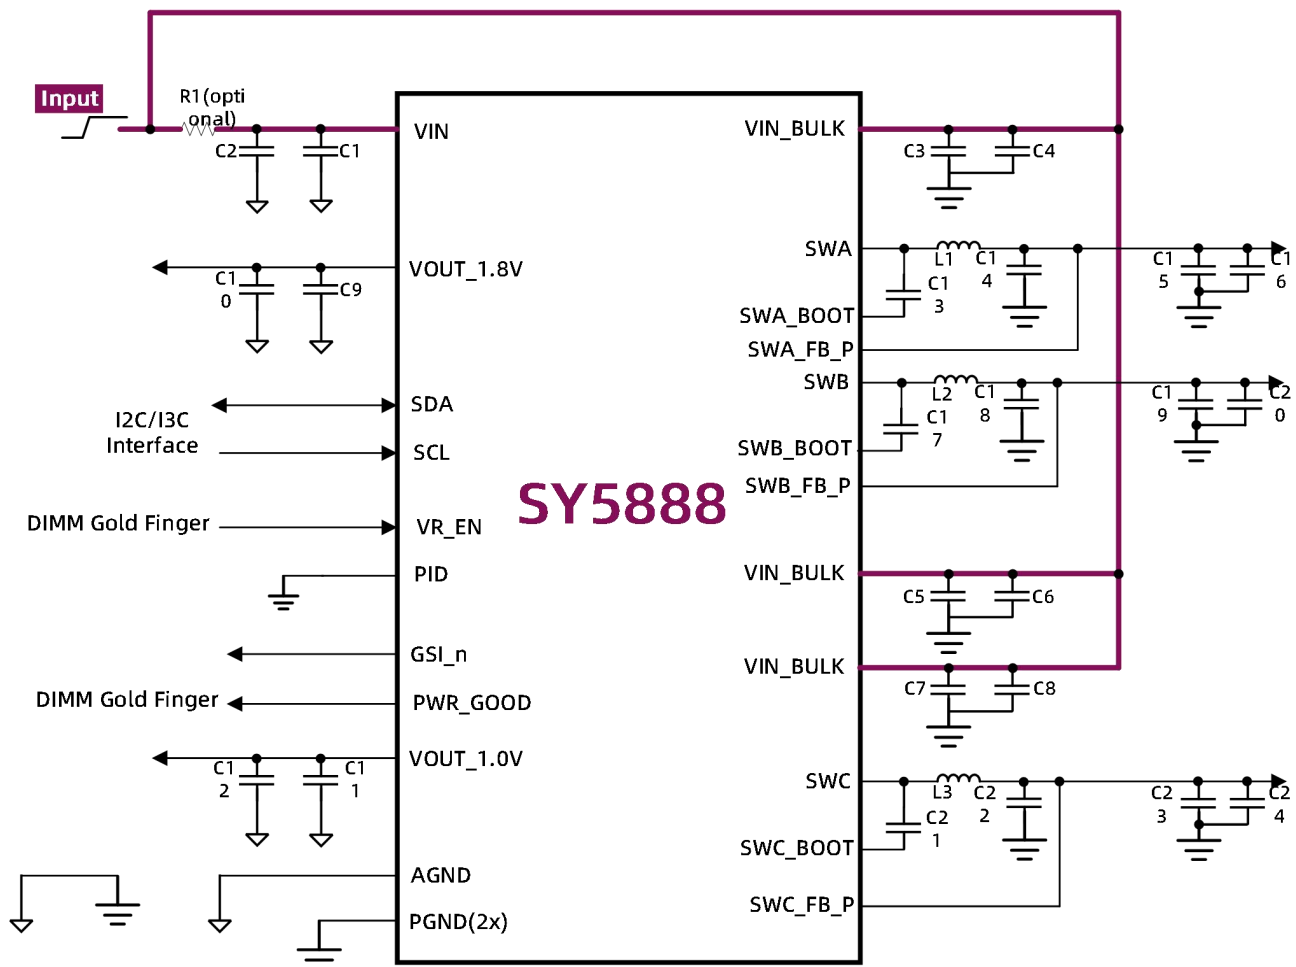 Input
R1(opti
onal)
C2
C1
VIN
C1
0
C9
VOUT_1.8V
I2C/I3C
Interface
SDA
SCL
DIMM Gold Finger
VR_EN
PID
GSI_n
DIMM Gold Finger
PWR_GOOD
C1
2
C1
1
VOUT_1.0V
AGND
PGND(2x)
SY5888
VIN_BULK
C3
C4
SWA
L1
C1
4
C1
5
C1
6
C1
3
SWA_BOOT
SWA_FB_P
SWB
L2
C1
8
C1
9
C2
0
C1
7
SWB_BOOT
SWB_FB_P
VIN_BULK
C5
C6
VIN_BULK
C7
C8
SWC
L3
C2
2
C2
3
C2
4
C2
1
SWC_BOOT
SWC_FB_P